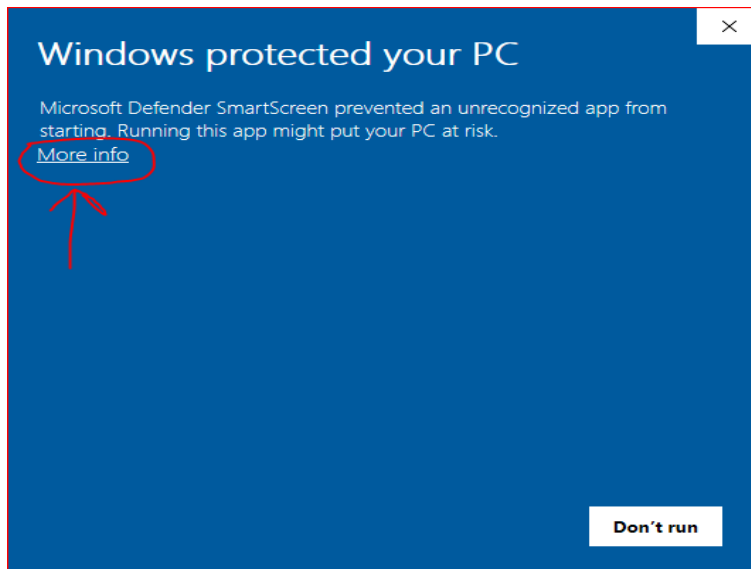 Windows protected your PC
Microsoft Defender SmartScreen prevented an unrecognized app from
starting. Running this app might put your PC at risk.
More info
Don't run